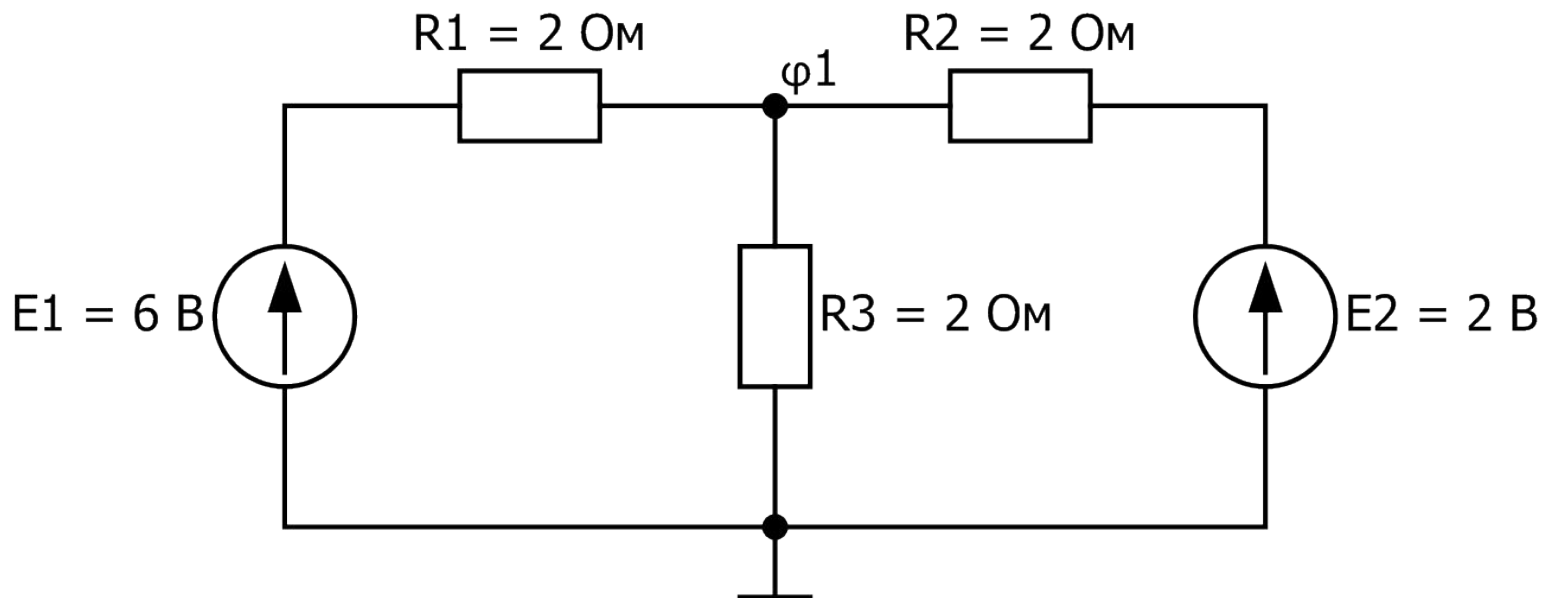 R1 = 2 Ом
R2 = 2 Ом
φ1
E1 = 6 В
R3 = 2 Ом
E2 = 2 В